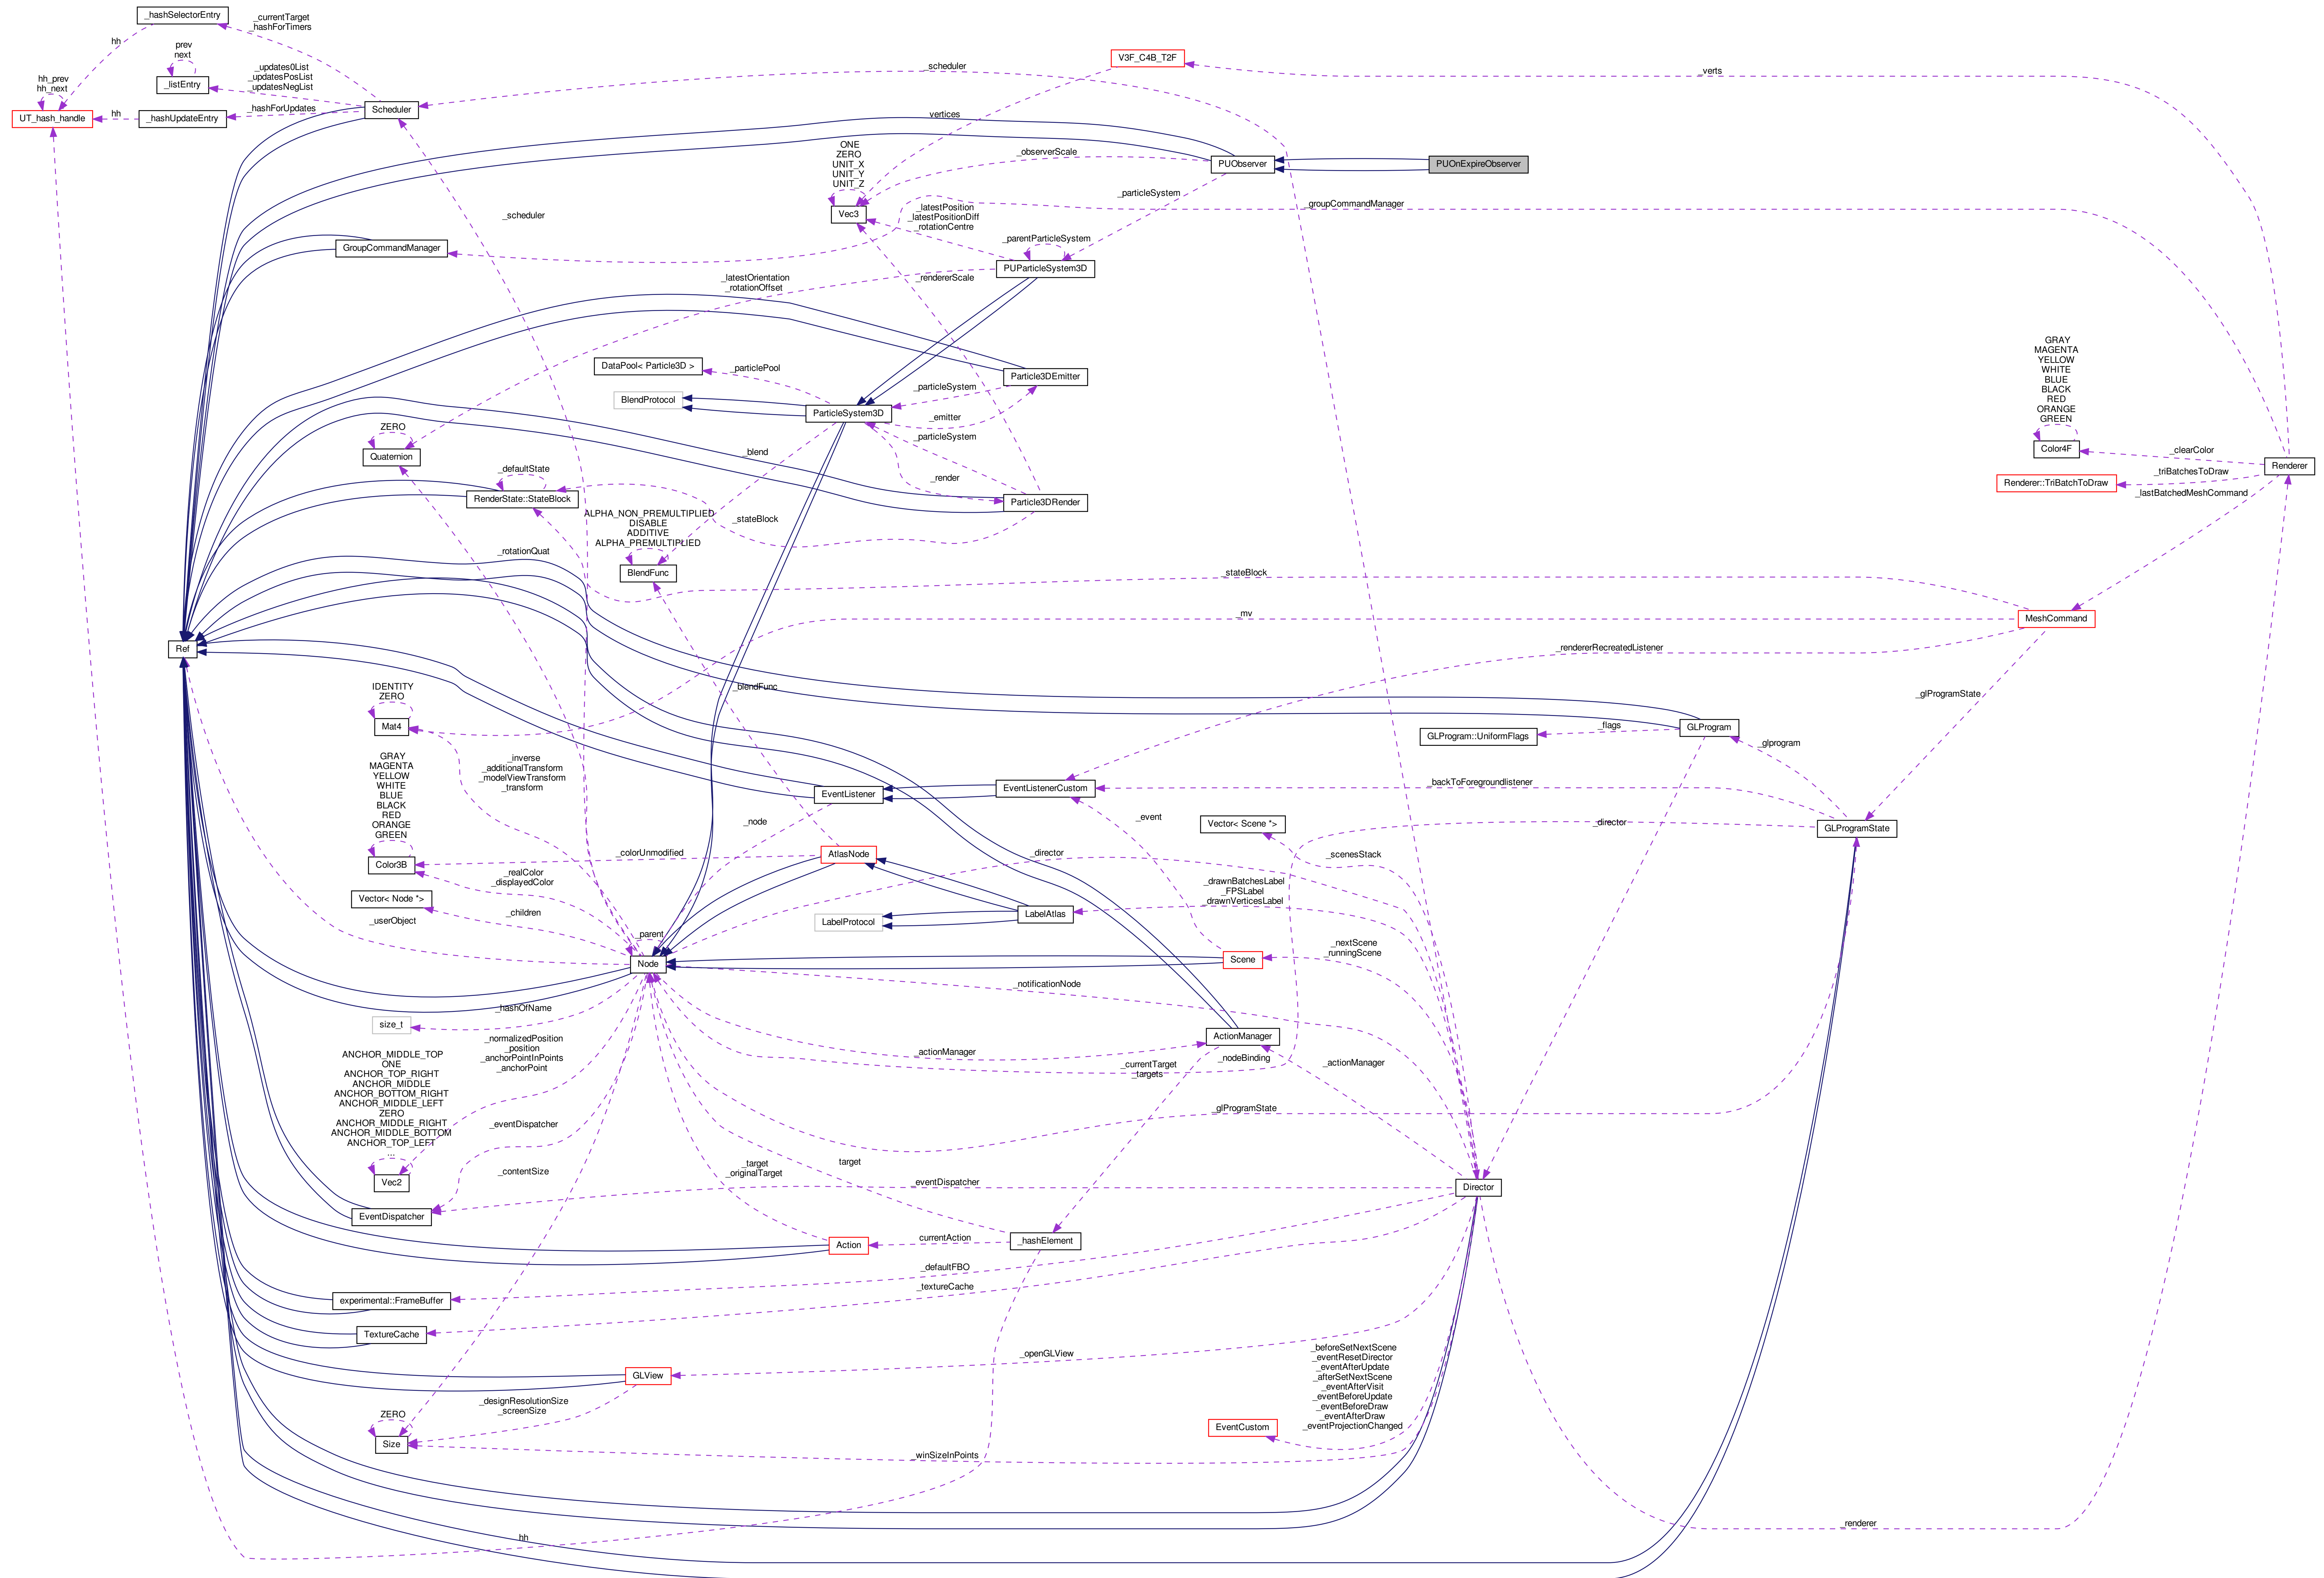 _hashSelectorEntry
_currentTarget
_hashForTimers
hh
prev
next
_listEntry
_updates0List
_updatesPosList
_updatesNegList
hh_prev
hh_next
UT_hash_handle
hh
_hashUpdateEntry
_hashForUpdates
Scheduler
_scheduler
V3F_C4B_T2F
_verts
vertices
ONE
ZERO
UNIT_X
UNIT_Y
UNIT_Z
Vec3
_observerScale
PUObserver
PUOnExpireObserver
_particleSystem
_groupCommandManager
_scheduler
_latestPosition
_latestPositionDiff
_rotationCentre
_parentParticleSystem
PUParticleSystem3D
GroupCommandManager
_latestOrientation
_rotationOffset
_rendererScale
DataPool< Particle3D >
_particlePool
Particle3DEmitter
BlendProtocol
ParticleSystem3D
_particleSystem
_emitter
_particleSystem
GRAY
MAGENTA
YELLOW
WHITE
BLUE
BLACK
RED
ORANGE
GREEN
Color4F
_clearColor
Renderer
ZERO
Quaternion
_blend
_defaultState
RenderState::StateBlock
_render
Particle3DRender
Renderer::TriBatchToDraw
_triBatchesToDraw
_lastBatchedMeshCommand
ALPHA_NON_PREMULTIPLIED
DISABLE
ADDITIVE
ALPHA_PREMULTIPLIED
BlendFunc
_stateBlock
_rotationQuat
_stateBlock
_mv
MeshCommand
Ref
_rendererRecreatedListener
_glProgramState
IDENTITY
ZERO
Mat4
_blendFunc
GLProgram::UniformFlags
_flags
GLProgram
_glprogram
_inverse
_additionalTransform
_modelViewTransform
_transform
EventListener
EventListenerCustom
_backToForegroundlistener
GRAY
MAGENTA
YELLOW
WHITE
BLUE
BLACK
RED
ORANGE
GREEN
Color3B
_node
_event
Vector< Scene *>
_director
GLProgramState
_colorUnmodified
AtlasNode
_director
_scenesStack
_realColor
_displayedColor
Vector< Node *>
_children
_userObject
LabelProtocol
LabelAtlas
_drawnBatchesLabel
_FPSLabel
_drawnVerticesLabel
_parent
Node
Scene
_nextScene
_runningScene
_notificationNode
_hashOfName
size_t
ActionManager
_normalizedPosition
_position
_anchorPointInPoints
_anchorPoint
_actionManager
_currentTarget
_targets
_nodeBinding
_actionManager
ANCHOR_MIDDLE_TOP
ONE
ANCHOR_TOP_RIGHT
ANCHOR_MIDDLE
ANCHOR_BOTTOM_RIGHT
ANCHOR_MIDDLE_LEFT
ZERO
ANCHOR_MIDDLE_RIGHT
ANCHOR_MIDDLE_BOTTOM
ANCHOR_TOP_LEFT
...
Vec2
_glProgramState
_eventDispatcher
_contentSize
_target
_originalTarget
target
_eventDispatcher
Director
EventDispatcher
Action
currentAction
_hashElement
_defaultFBO
_textureCache
experimental::FrameBuffer
TextureCache
_openGLView
GLView
_designResolutionSize
_screenSize
ZERO
Size
_winSizeInPoints
_beforeSetNextScene
_eventResetDirector
_eventAfterUpdate
_afterSetNextScene
_eventAfterVisit
_eventBeforeUpdate
_eventBeforeDraw
_eventAfterDraw
_eventProjectionChanged
EventCustom
hh
_renderer